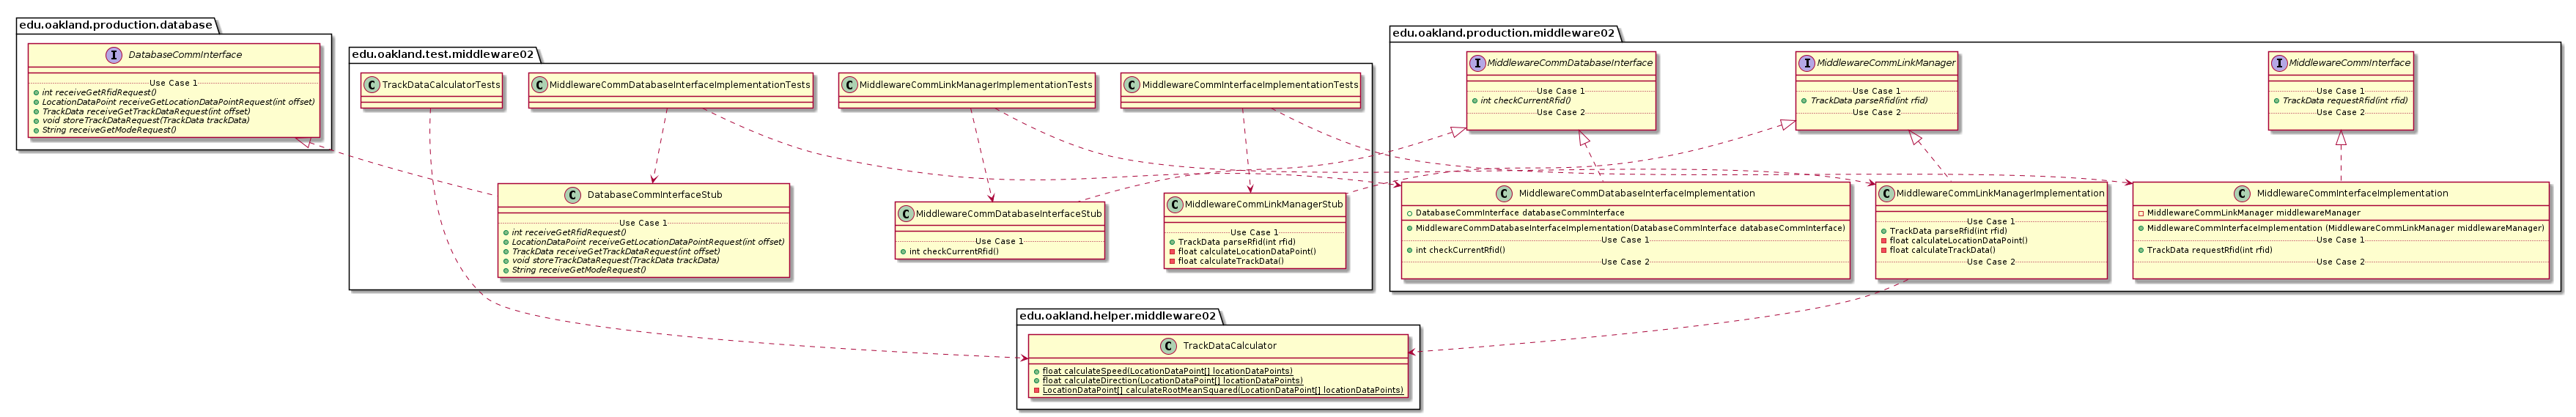 edu.oakland.production.database
I DatabaseCommInterface
Use Case 1
int receiveGetRfidRequest()
LocationDataPoint receiveGetLocationDataPointRequest(int offset)
TrackData receiveGetTrackDataRequest(int offset)
void storeTrackDataRequest(TrackData trackData)
String receiveGetModeRequest()
edu.oakland.test.middleware02
C TrackDataCalculatorTests
C MiddlewareCommDatabaseInterfaceImplementationTests
C MiddlewareCommLinkManagerImplementationTests
C MiddlewareCommInterfaceImplementationTests
C DatabaseCommInterfaceStub
Use Case 1
int receiveGetRfidRequest()
LocationDataPoint receiveGetLocationDataPointRequest(int offset)
TrackData receiveGetTrackDataRequest(int offset)
void storeTrackDataRequest(TrackData trackData)
String receiveGetModeRequest()
C MiddlewareCommDatabaseInterfaceStub
Use Case 1
int checkCurrentRfid()
C MiddlewareCommLinkManagerStub
Use Case 1
TrackData parseRfid(int rfid)
float calculateLocationDataPoint()
float calculateTrackData()
edu.oakland.production.middleware02
I MiddlewareCommDatabaseInterface
Use Case 1
int checkCurrentRfid()
Use Case 2
I MiddlewareCommLinkManager
Use Case 1
TrackData parseRfid(int rfid)
Use Case 2
I MiddlewareCommInterface
Use Case 1
TrackData requestRfid(int rfid)
Use Case 2
C MiddlewareCommDatabaseInterfaceImplementation
DatabaseCommInterface databaseCommInterface
MiddlewareCommDatabaseInterfaceImplementation(DatabaseCommInterface databaseCommInterface)
Use Case 1
int checkCurrentRfid()
Use Case 2
C MiddlewareCommLinkManagerImplementation
Use Case 1
TrackData parseRfid(int rfid)
float calculateLocationDataPoint()
float calculateTrackData()
Use Case 2
C MiddlewareCommInterfaceImplementation
MiddlewareCommLinkManager middlewareManager
MiddlewareCommInterfaceImplementation (MiddlewareCommLinkManager middlewareManager)
Use Case 1
TrackData requestRfid(int rfid)
Use Case 2
edu.oakland.helper.middleware02
C TrackDataCalculator
float calculateSpeed(LocationDataPoint[] locationDataPoints)
float calculateDirection(LocationDataPoint[] locationDataPoints)
LocationDataPoint[] calculateRootMeanSquared(LocationDataPoint[] locationDataPoints)